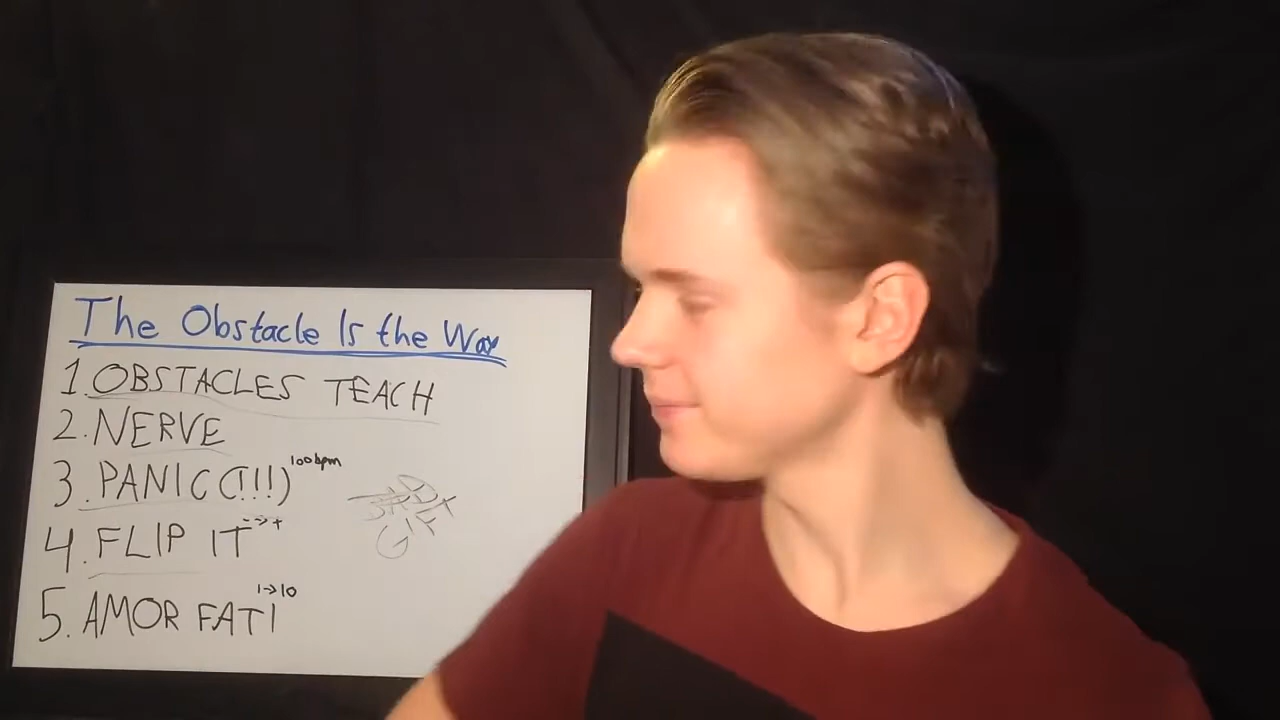 The Obstacle Is the Way
1. OBSTACLES TEACH
2. NERVE
3. PANIC (!!!) 100bpm
4. FLIP IT - -> +
5. AMOR FATI 1->10
GIFT